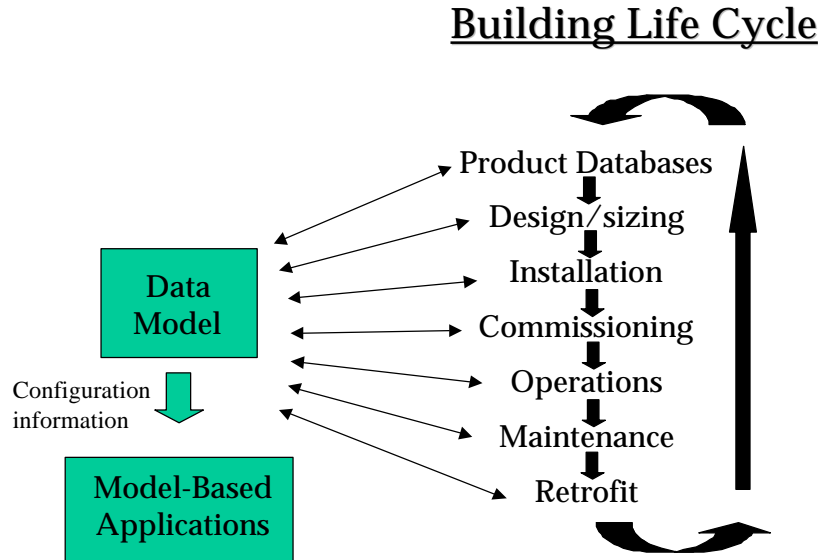 Building Life Cycle
Product Databases
Design/sizing
Installation
Commissioning
Operations
Maintenance
Retrofit
Data
Model
Configuration
information
Model-Based
Applications